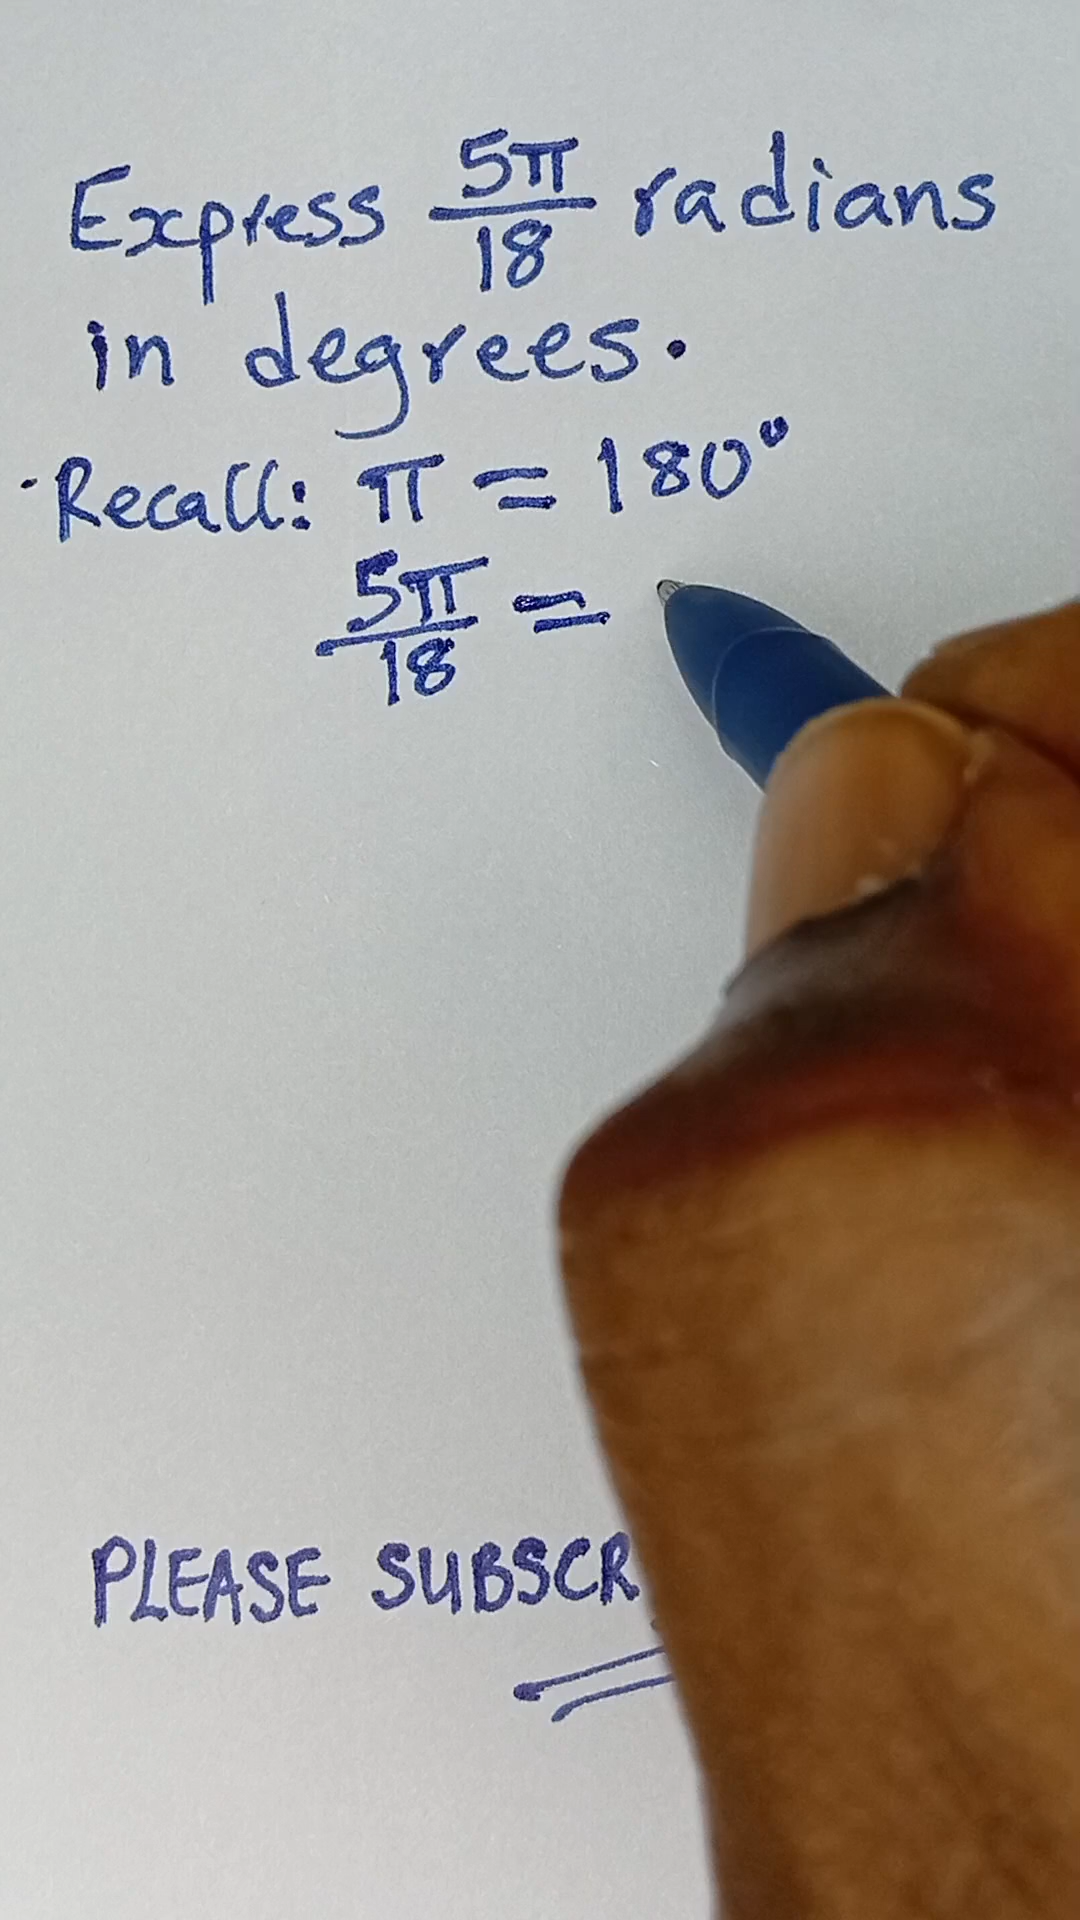 Express 5π/18 radians
in degrees.
Recall: π = 180°
5π/18 =
PLEASE SUBSCR